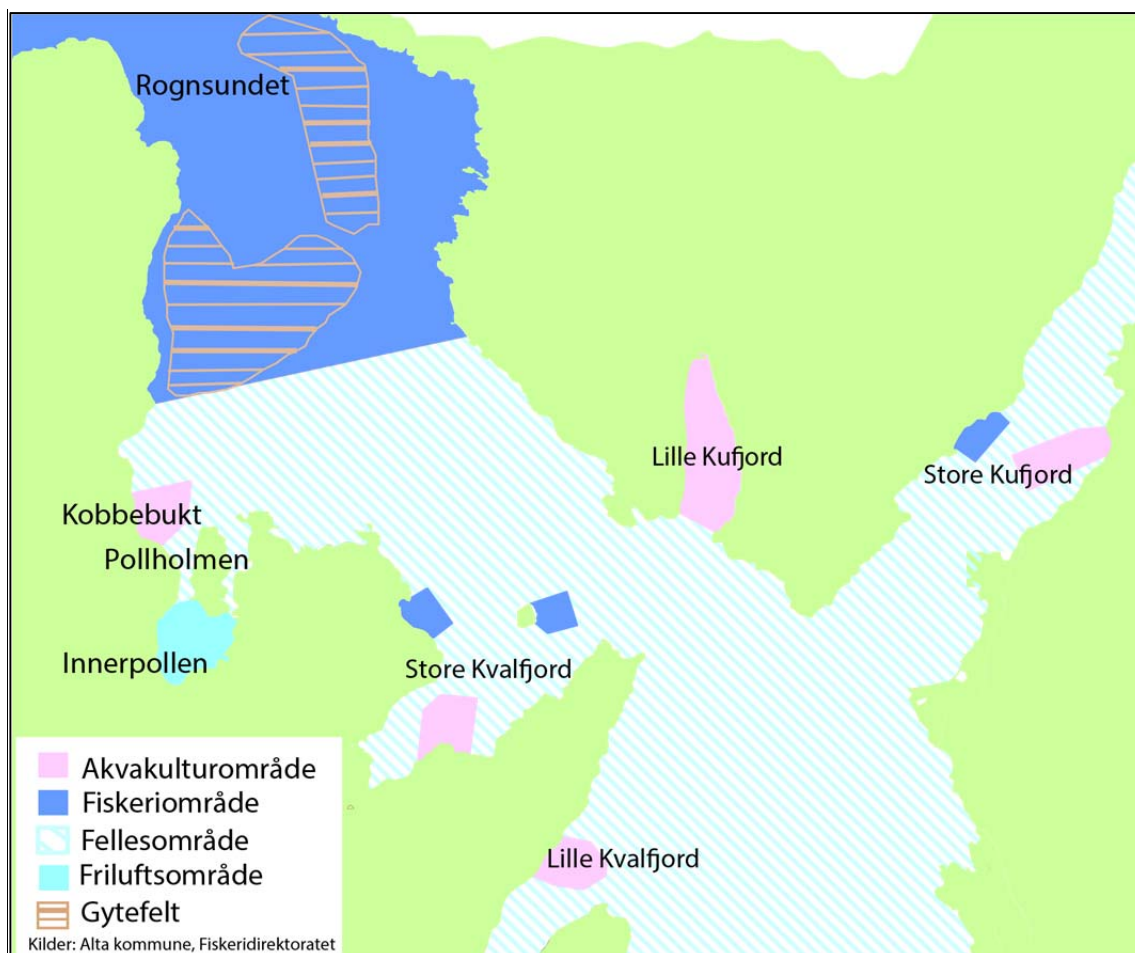 Rognsundet
Lille Kufjord
Store Kufjord
Kobbebukt
Pollholmen
Innerpollen
Store Kvalfjord
Lille Kvalfjord
Akvakulturområde
Fiskeriområde
Fellesområde
Friluftsområde
Gytefelt
Kilder: Alta kommune, Fiskeridirektoratet